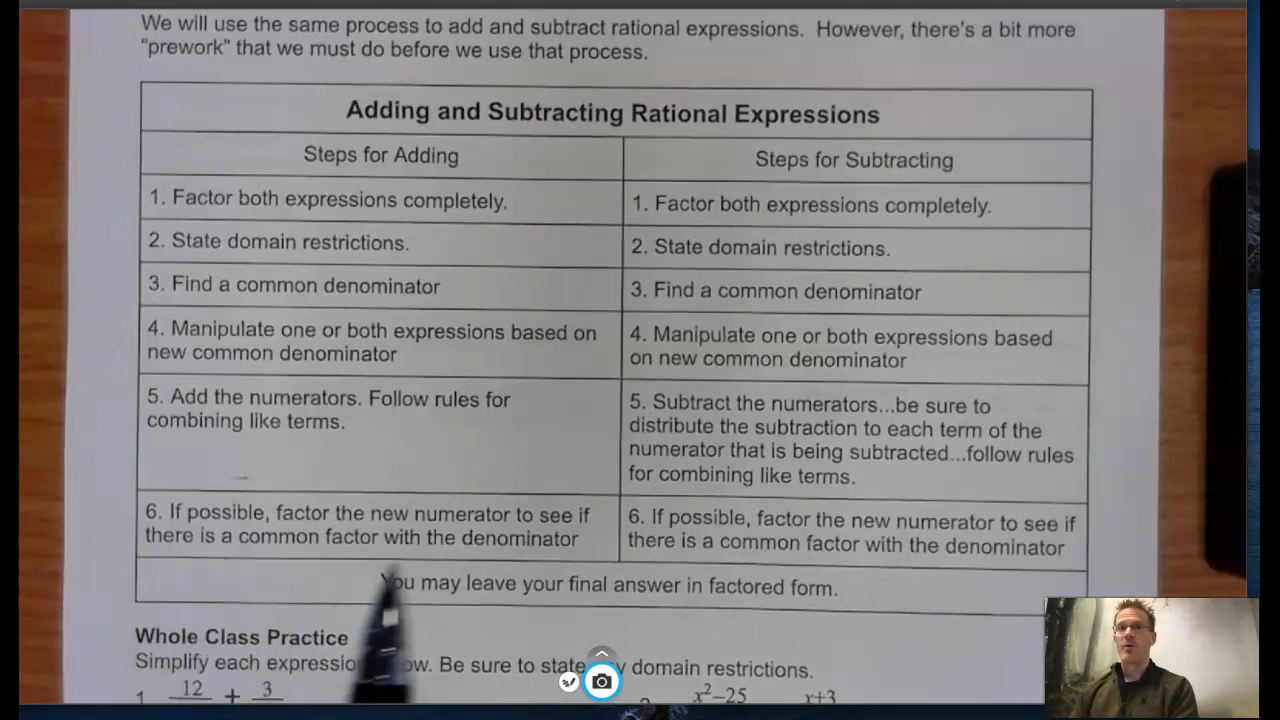 We will use the same process to add and subtract rational expressions. However, there's a bit more
“prework” that we must do before we use that process.
Adding and Subtracting Rational Expressions
Steps for Adding
Steps for Subtracting
1. Factor both expressions completely.
1. Factor both expressions completely.
2. State domain restrictions.
2. State domain restrictions.
3. Find a common denominator
3. Find a common denominator
4. Manipulate one or both expressions based on
new common denominator
4. Manipulate one or both expressions based
on new common denominator
5. Add the numerators. Follow rules for
combining like terms.
5. Subtract the numerators...be sure to
distribute the subtraction to each term of the
numerator that is being subtracted...follow rules
for combining like terms.
6. If possible, factor the new numerator to see if
there is a common factor with the denominator
6. If possible, factor the new numerator to see if
there is a common factor with the denominator
You may leave your final answer in factored form.
Whole Class Practice
Simplify each Be sure to state domain restrictions.
12 + 3
x²–25 x+3